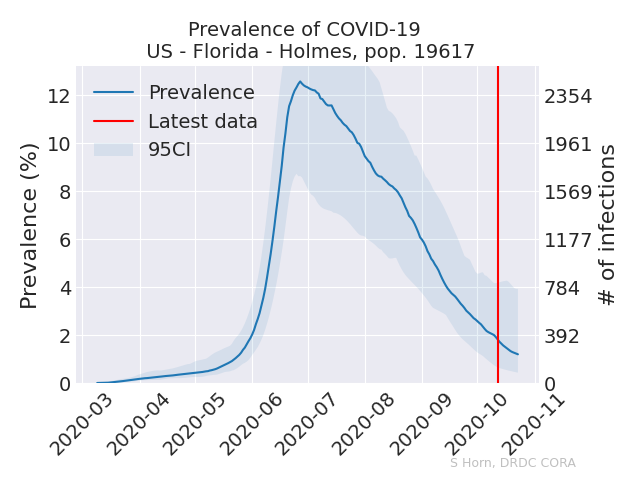 Prevalence of COVID-19
US - Florida - Holmes, pop. 19617
Prevalence
Latest data
95CI
Prevalence (%)
12
10
8
6
4
2
0
2354
1961
1569
1177
784
392
0
# of infections
2020-03
2020-04
2020-05
2020-06
2020-07
2020-08
2020-09
2020-10
2020-11
S Horn, DRDC CORA